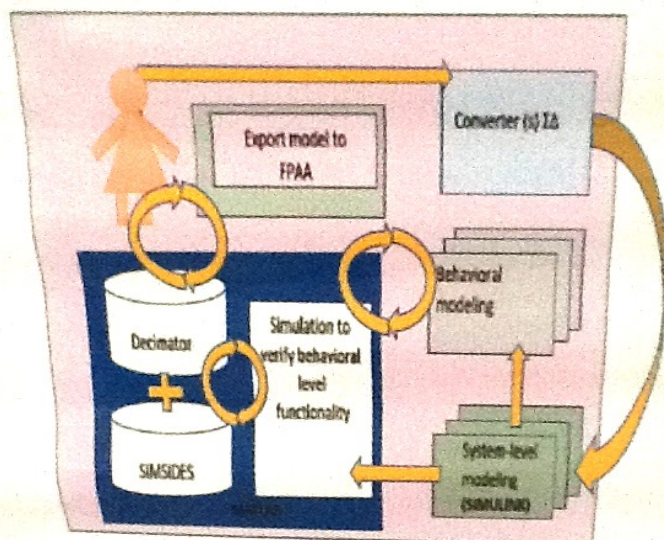 Converter (s) ΣΔ
Export model to
FPAA
Behavioral
modeling
Simulation to
verify behavioral
level
functionality
Decimator
SIMSIDES
System-level
modeling
(SIMULINK)